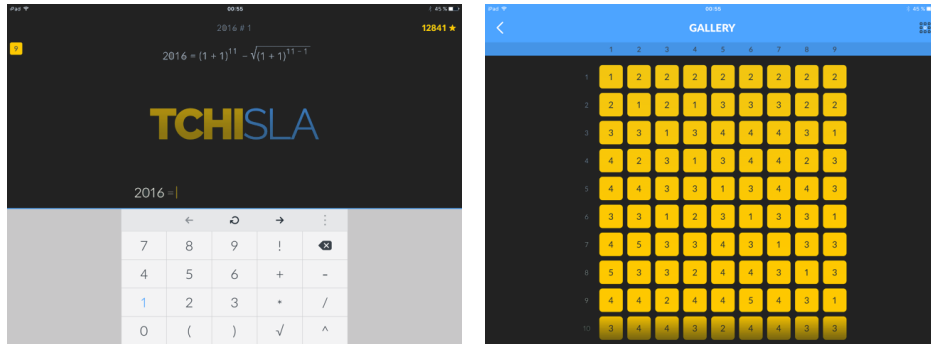 iPad 00:55 45 %
2016 # 1 12841 ★
9
2016 = (1 + 1)^11 − √(1 + 1)^11 − 1
TCHISLA
2016 =
← → ⋮
7 8 9 !
4 5 6 + -
1 2 3 * /
0 ( ) √ ^
iPad 00:55 45 %
GALLERY
1 2 3 4 5 6 7 8 9
1 1 2 2 2 2 2 2 2 2
2 2 1 2 1 3 3 3 2 2
3 3 3 1 3 4 4 4 4 1
4 4 2 3 1 3 4 4 2 3
5 4 4 3 3 1 3 4 4 3
6 3 3 1 2 3 1 3 3 1
7 4 5 3 3 4 3 1 3 3
8 5 3 3 2 4 4 3 1 3
9 4 4 2 4 4 5 4 3 1
10 3 4 4 3 2 4 4 3 3